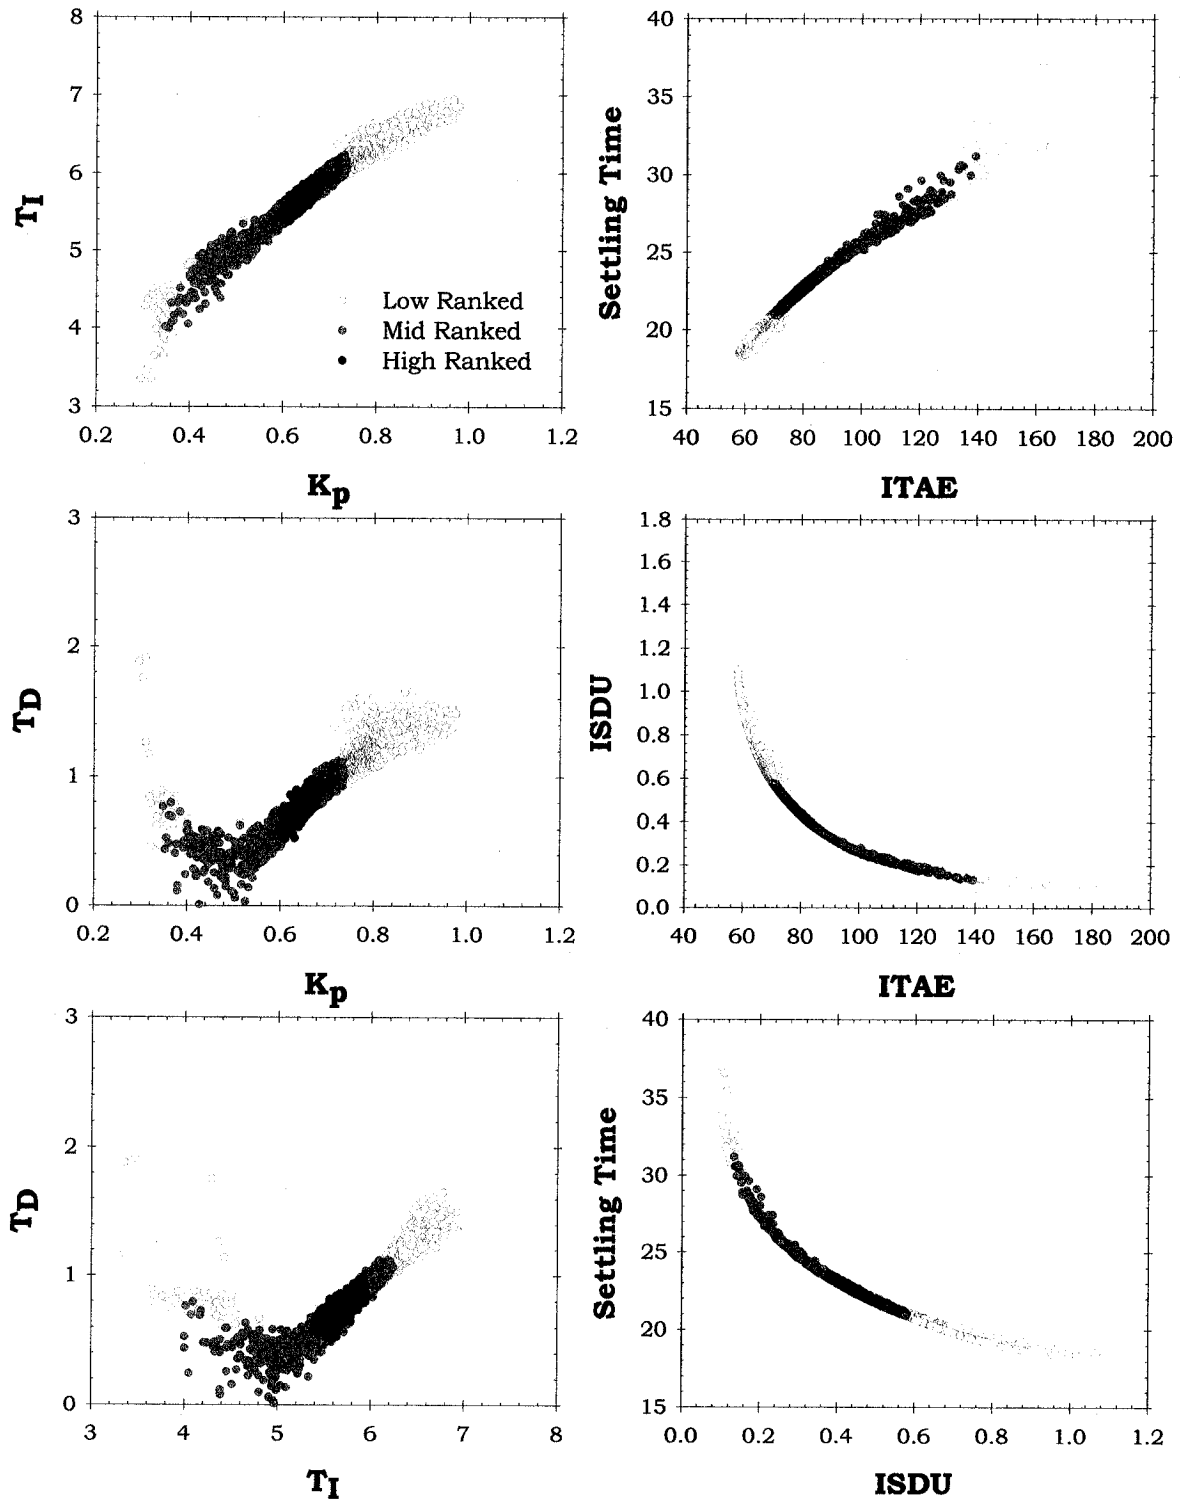 8
7
6
5
4
3
T_I
0.2 0.4 0.6 0.8 1.0 1.2
K_p
Low Ranked
Mid Ranked
High Ranked
40
35
30
25
20
15
Settling Time
40 60 80 100 120 140 160 180 200
ITAE
3
2
1
0
T_D
0.2 0.4 0.6 0.8 1.0 1.2
K_p
1.8
1.6
1.4
1.2
1.0
0.8
0.6
0.4
0.2
0.0
ISDU
40 60 80 100 120 140 160 180 200
ITAE
3
2
1
0
T_D
3 4 5 6 7 8
T_I
40
35
30
25
20
15
Settling Time
0.0 0.2 0.4 0.6 0.8 1.0 1.2
ISDU